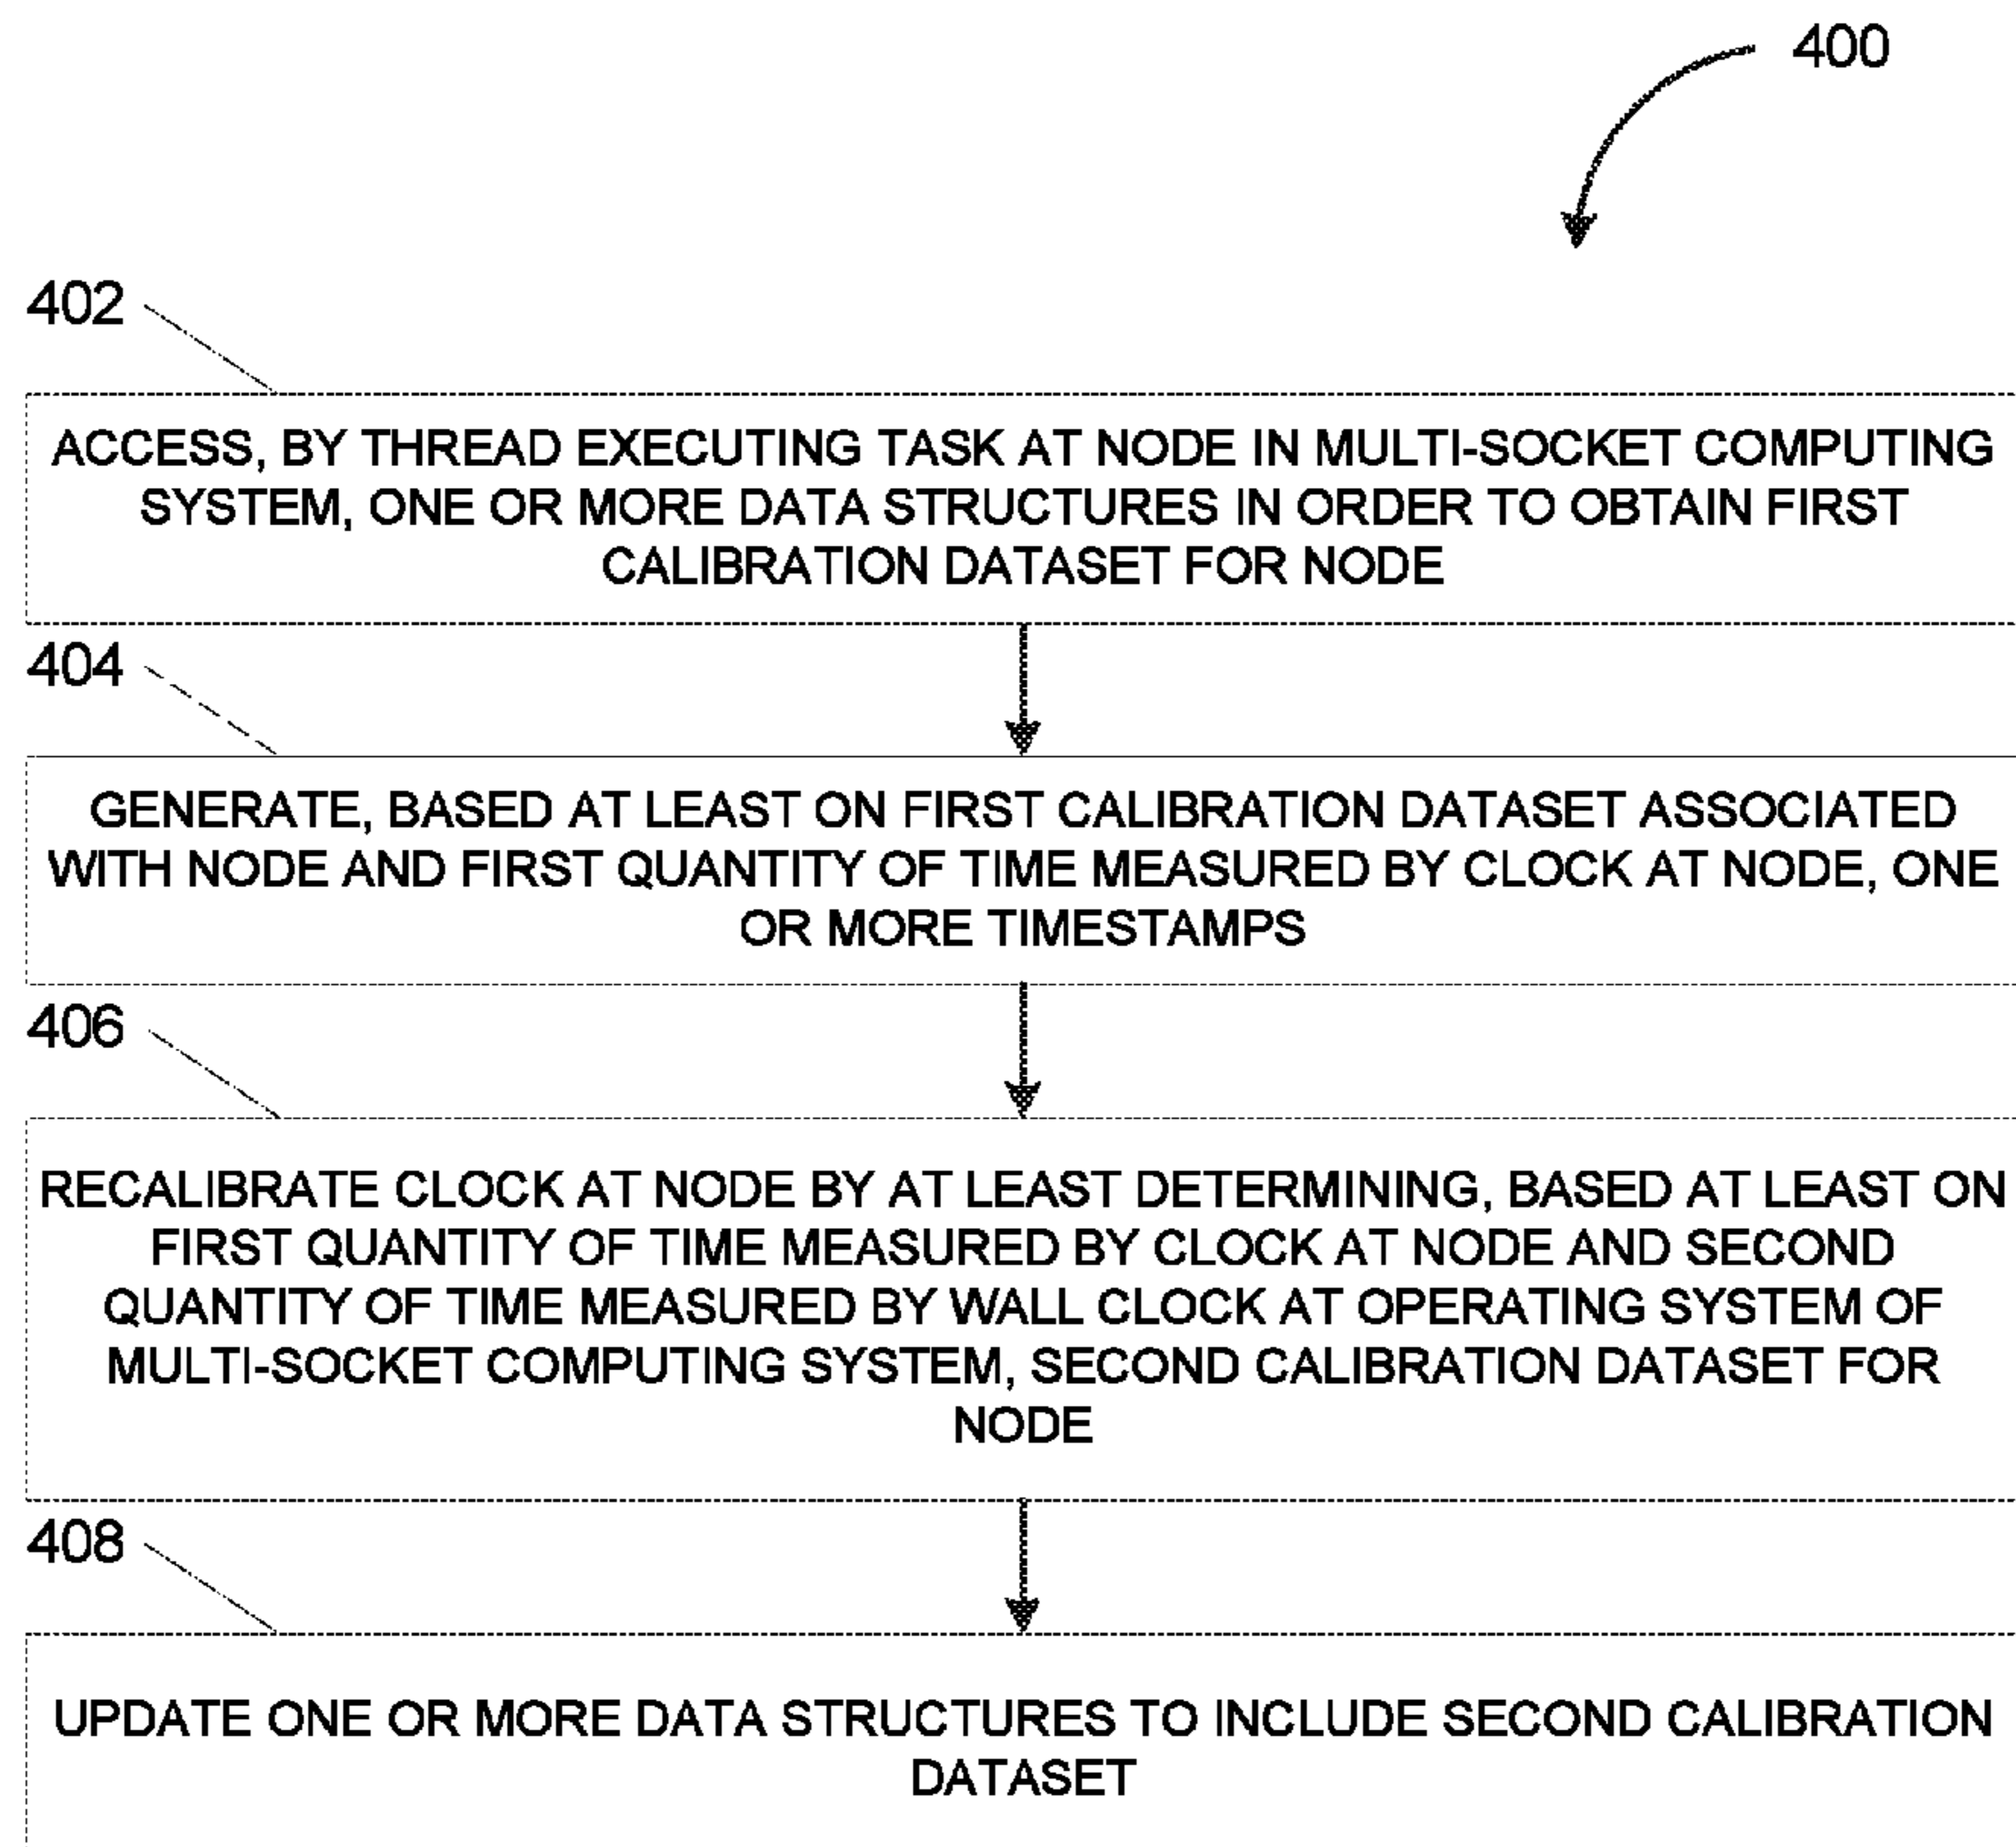 400
402
ACCESS, BY THREAD EXECUTING TASK AT NODE IN MULTI-SOCKET COMPUTING
SYSTEM, ONE OR MORE DATA STRUCTURES IN ORDER TO OBTAIN FIRST
CALIBRATION DATASET FOR NODE
404
GENERATE, BASED AT LEAST ON FIRST CALIBRATION DATASET ASSOCIATED
WITH NODE AND FIRST QUANTITY OF TIME MEASURED BY CLOCK AT NODE, ONE
OR MORE TIMESTAMPS
406
RECALIBRATE CLOCK AT NODE BY AT LEAST DETERMINING, BASED AT LEAST ON
FIRST QUANTITY OF TIME MEASURED BY CLOCK AT NODE AND SECOND
QUANTITY OF TIME MEASURED BY WALL CLOCK AT OPERATING SYSTEM OF
MULTI-SOCKET COMPUTING SYSTEM, SECOND CALIBRATION DATASET FOR
NODE
408
UPDATE ONE OR MORE DATA STRUCTURES TO INCLUDE SECOND CALIBRATION
DATASET